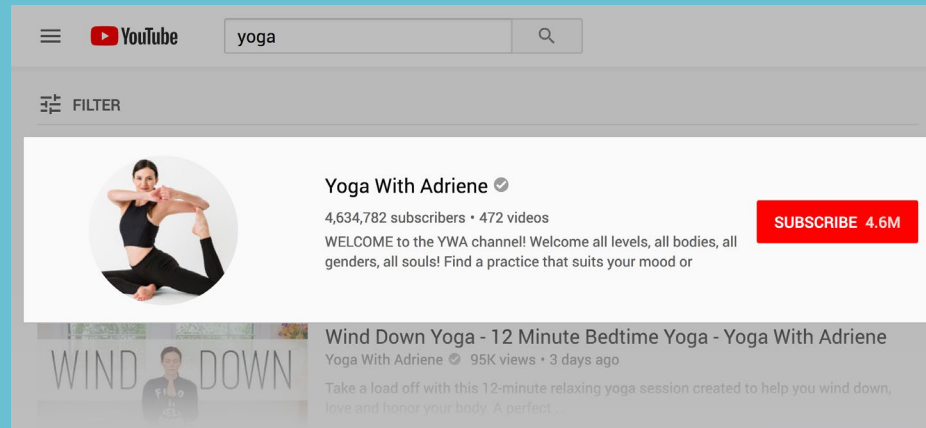 YouTube
yoga
FILTER
Yoga With Adriene
4,634,782 subscribers • 472 videos
SUBSCRIBE 4.6M
WELCOME to the YWA channel! Welcome all levels, all bodies, all
genders, all souls! Find a practice that suits your mood or
WIND DOWN
Wind Down Yoga - 12 Minute Bedtime Yoga - Yoga With Adriene
Yoga With Adriene 95K views • 3 days ago
Take a load off with this 12-minute relaxing yoga session created to help you wind down,
love and honor your body. A perfect ...